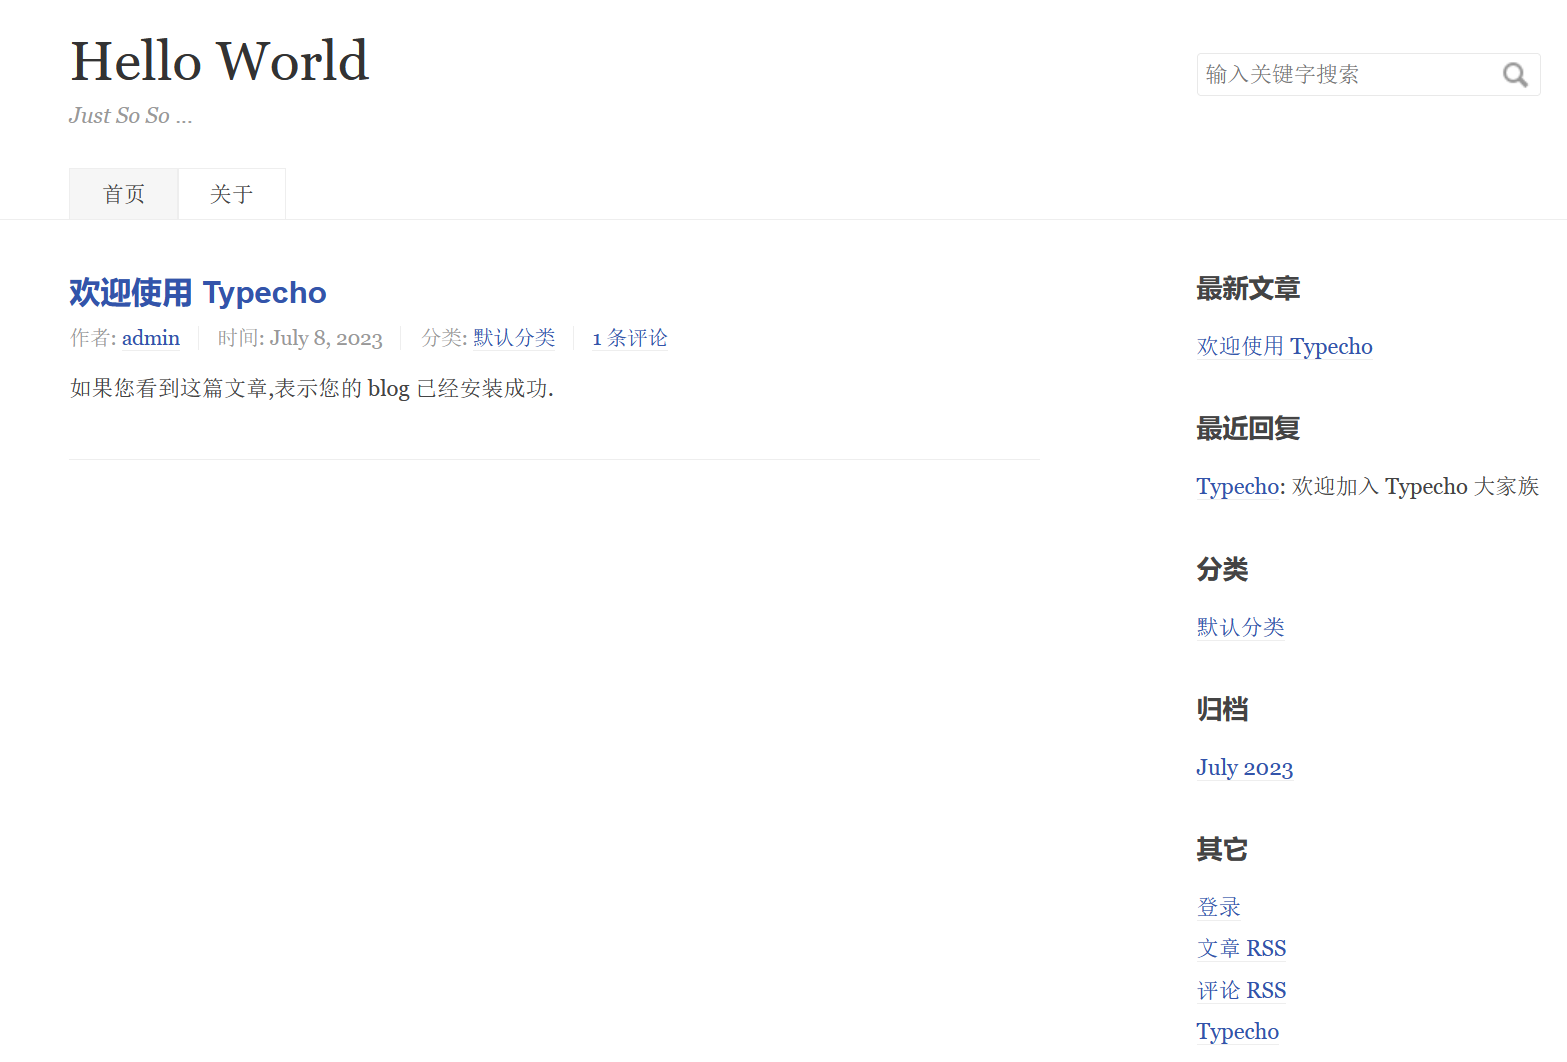 Hello World
Just So So ...
输入关键字搜索
首页
关于
欢迎使用 Typecho
作者: admin 时间: July 8, 2023 分类: 默认分类 1 条评论
如果您看到这篇文章,表示您的 blog 已经安装成功.
最新文章
欢迎使用 Typecho
最近回复
Typecho: 欢迎加入 Typecho 大家族
分类
默认分类
归档
July 2023
其它
登录
文章 RSS
评论 RSS
Typecho